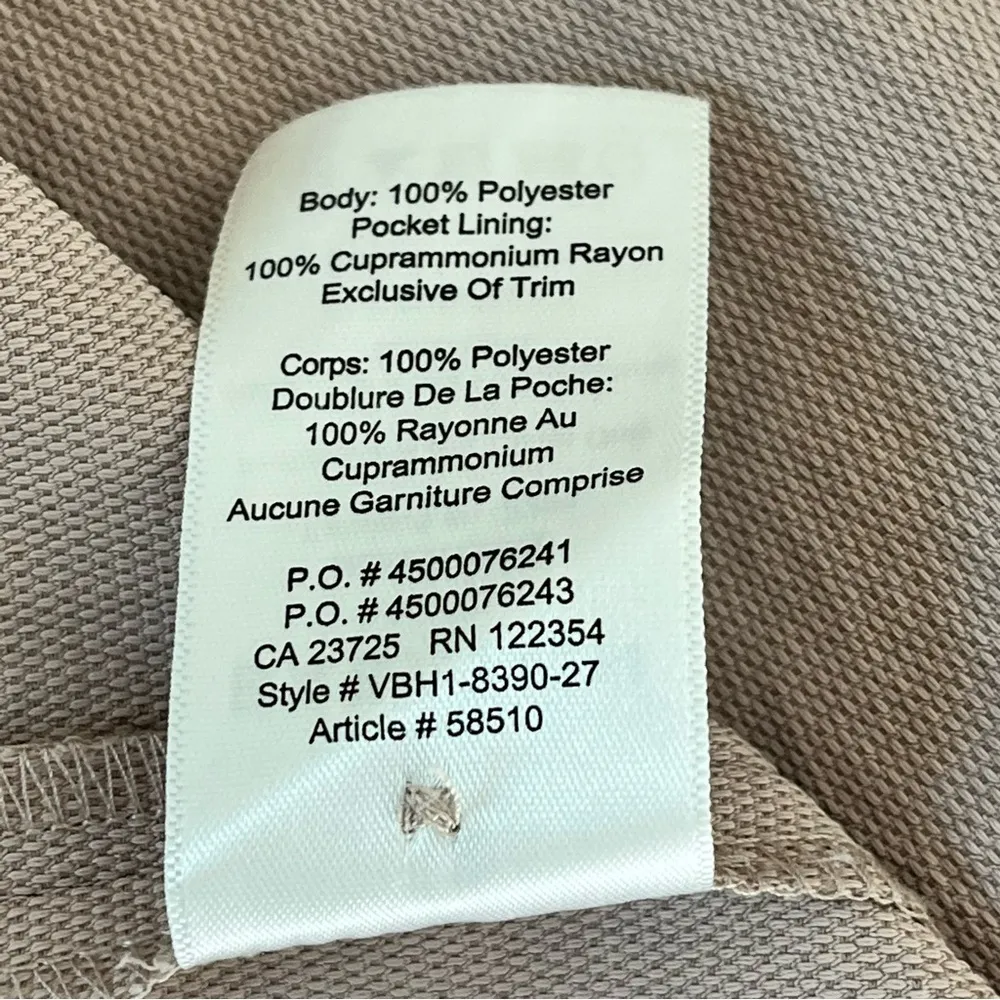 Body: 100% Polyester
Pocket Lining:
100% Cuprammonium Rayon
Exclusive Of Trim
Corps: 100% Polyester
Doublure De La Poche:
100% Rayonne Au
Cuprammonium
Aucune Garniture Comprise
P.O. # 4500076241
P.O. # 4500076243
CA 23725 RN 122354
Style # VBH1-8390-27
Article # 58510